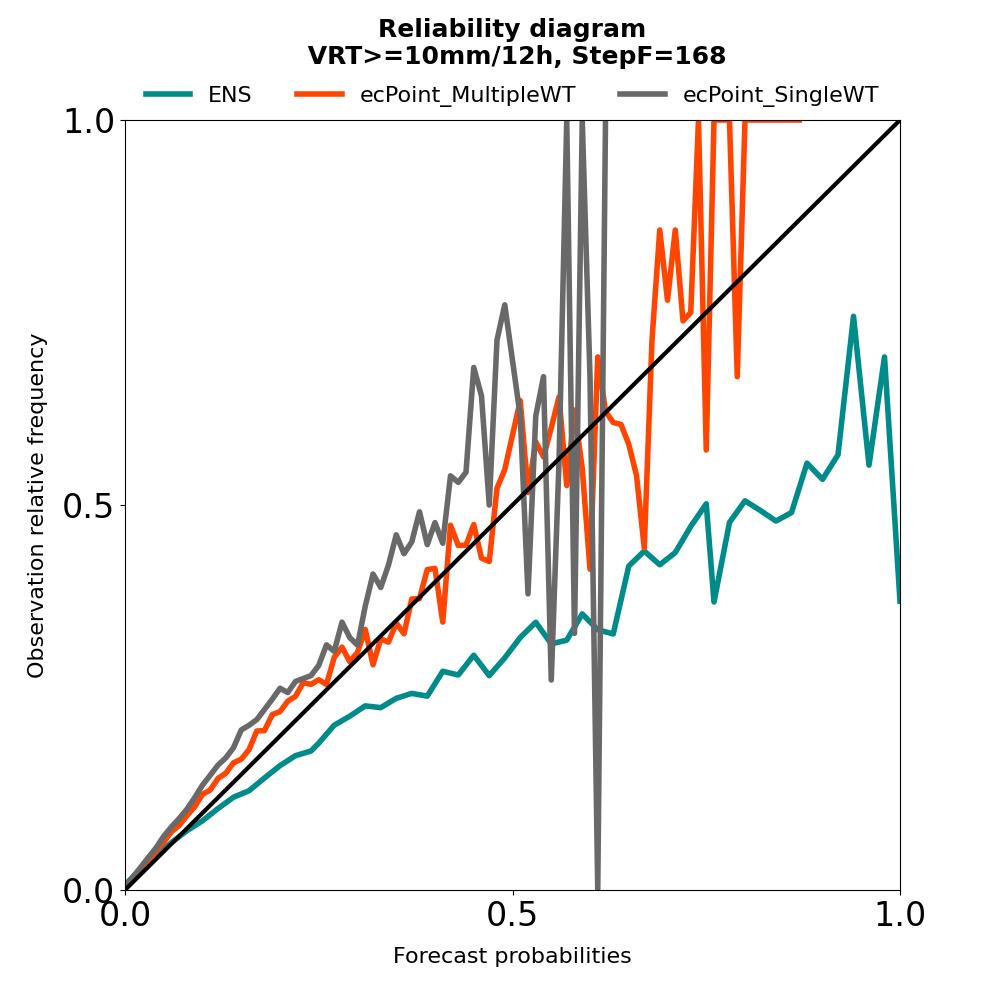 Reliability diagram
VRT>=10mm/12h, StepF=168
ENS ecPoint_MultipleWT ecPoint_SingleWT
1.0
Observation relative frequency
0.5
0.0
0.0 0.5 1.0
Forecast probabilities